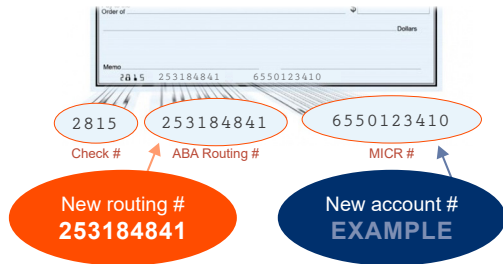 Order of
Dollars
Memo
2815 253184841 6550123410
2815 253184841 6550123410
Check # ABA Routing # MICR #
New routing # New account #
253184841 EXAMPLE